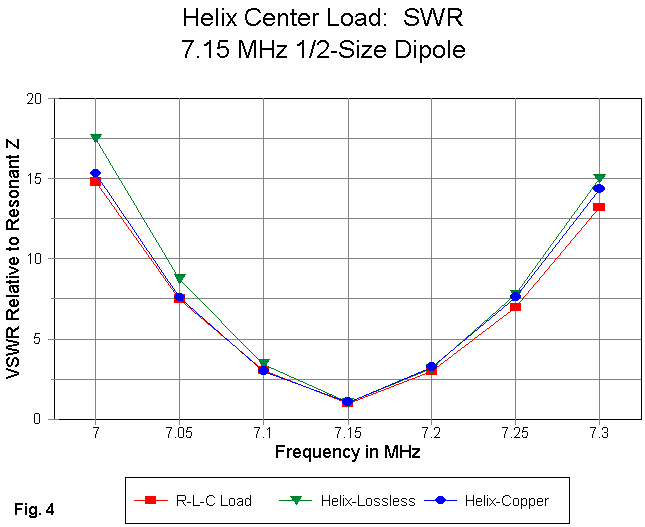 Helix Center Load: SWR
7.15 MHz 1/2-Size Dipole
VSWR Relative to Resonant Z
20
15
10
5
0
7
7.05
7.1
7.15
7.2
7.25
7.3
Frequency in MHz
R-L-C Load
Helix-Lossless
Helix-Copper
Fig. 4